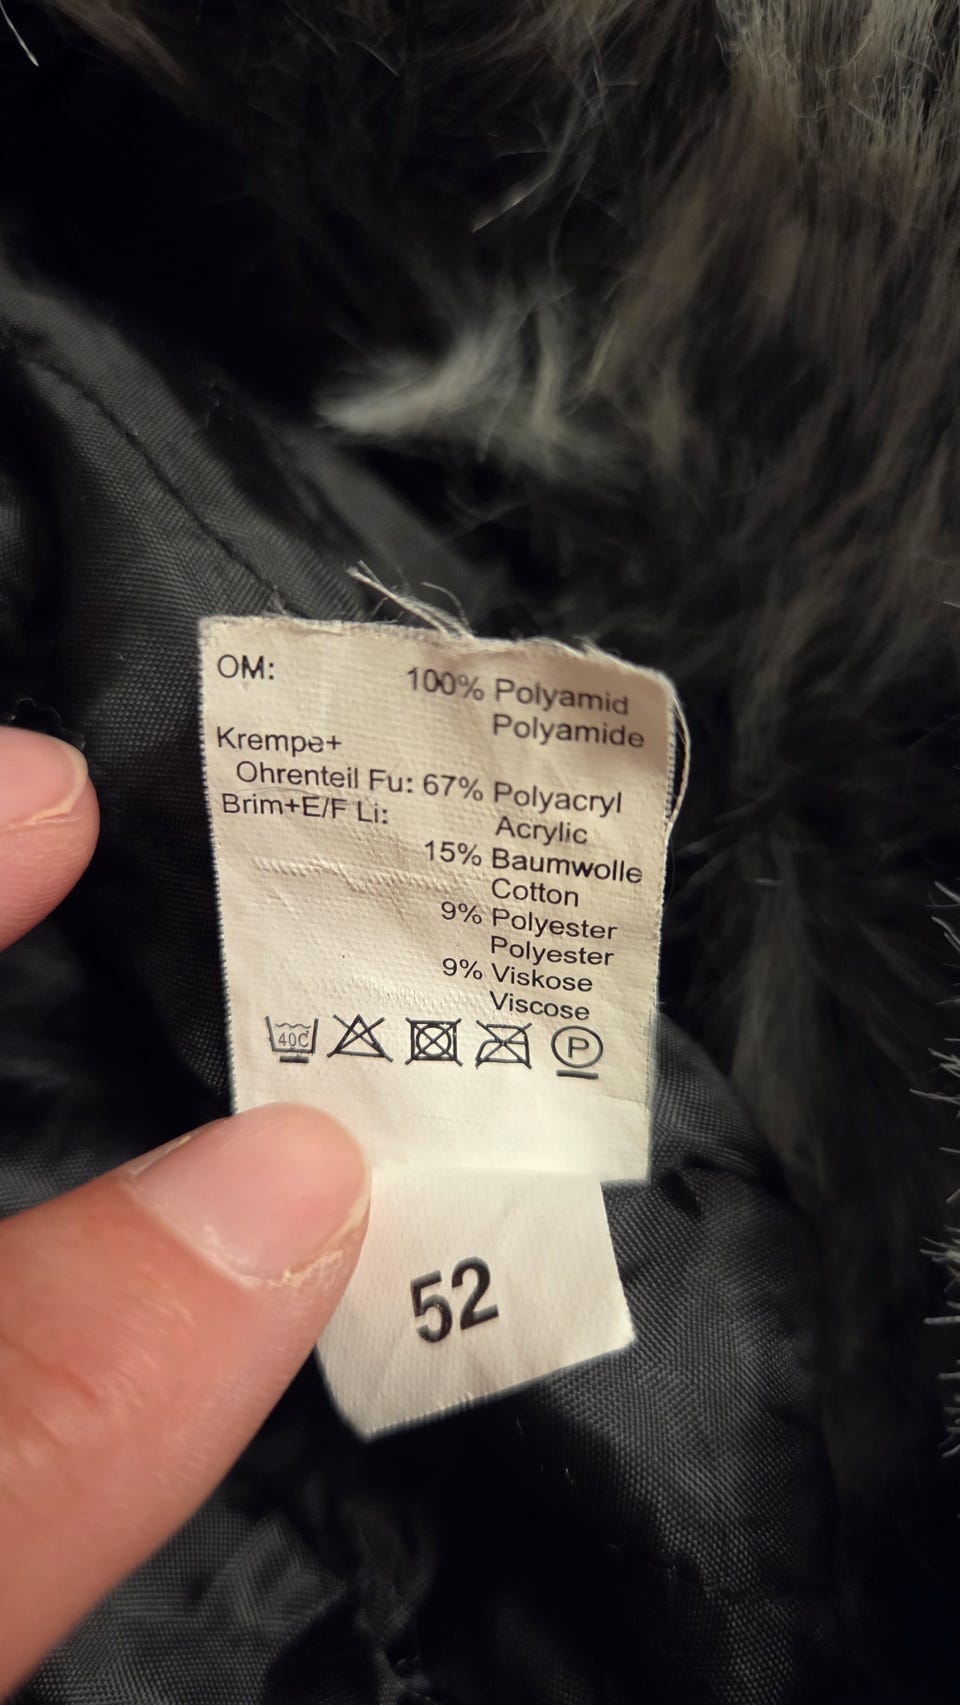 OM: 100% Polyamid
Polyamide
Krempe+
Ohrenteil Fu: 67% Polyacryl
Brim+E/F Li: Acrylic
15% Baumwolle
Cotton
9% Polyester
Polyester
9% Viskose
Viscose
40C P
52